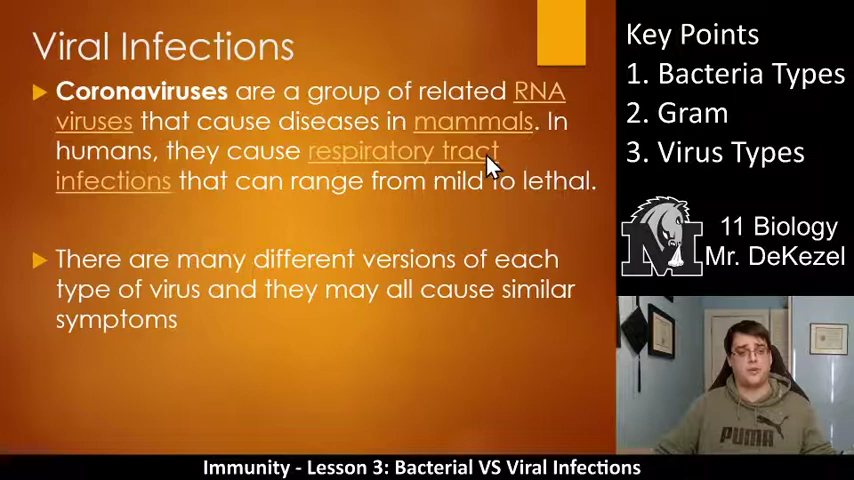 Viral Infections
Coronaviruses are a group of related RNA
viruses that cause diseases in mammals. In
humans, they cause respiratory tract
infections that can range from mild to lethal.
There are many different versions of each
type of virus and they may all cause similar
symptoms
Key Points
1. Bacteria Types
2. Gram
3. Virus Types
M
11 Biology
Mr. DeKezel
PUMA
Immunity - Lesson 3: Bacterial VS Viral Infections